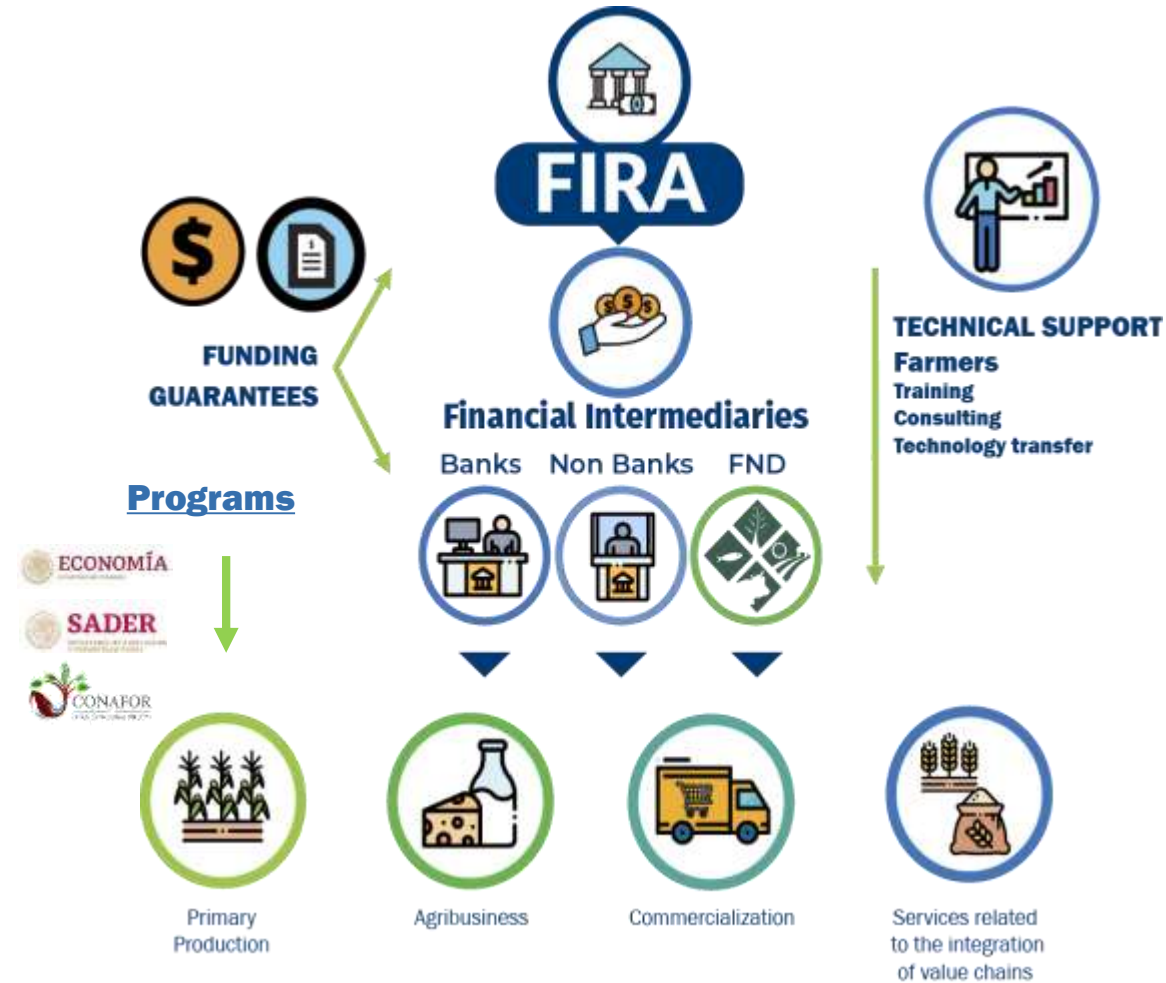 FIRA
FUNDING
GUARANTEES
TECHNICAL SUPPORT
Farmers
Training
Consulting
Technology transfer
Financial Intermediaries
Banks Non Banks FND
Programs
ECONOMÍA
SADER
CONAFOR
Primary
Production
Agribusiness
Commercialization
Services related
to the integration
of value chains